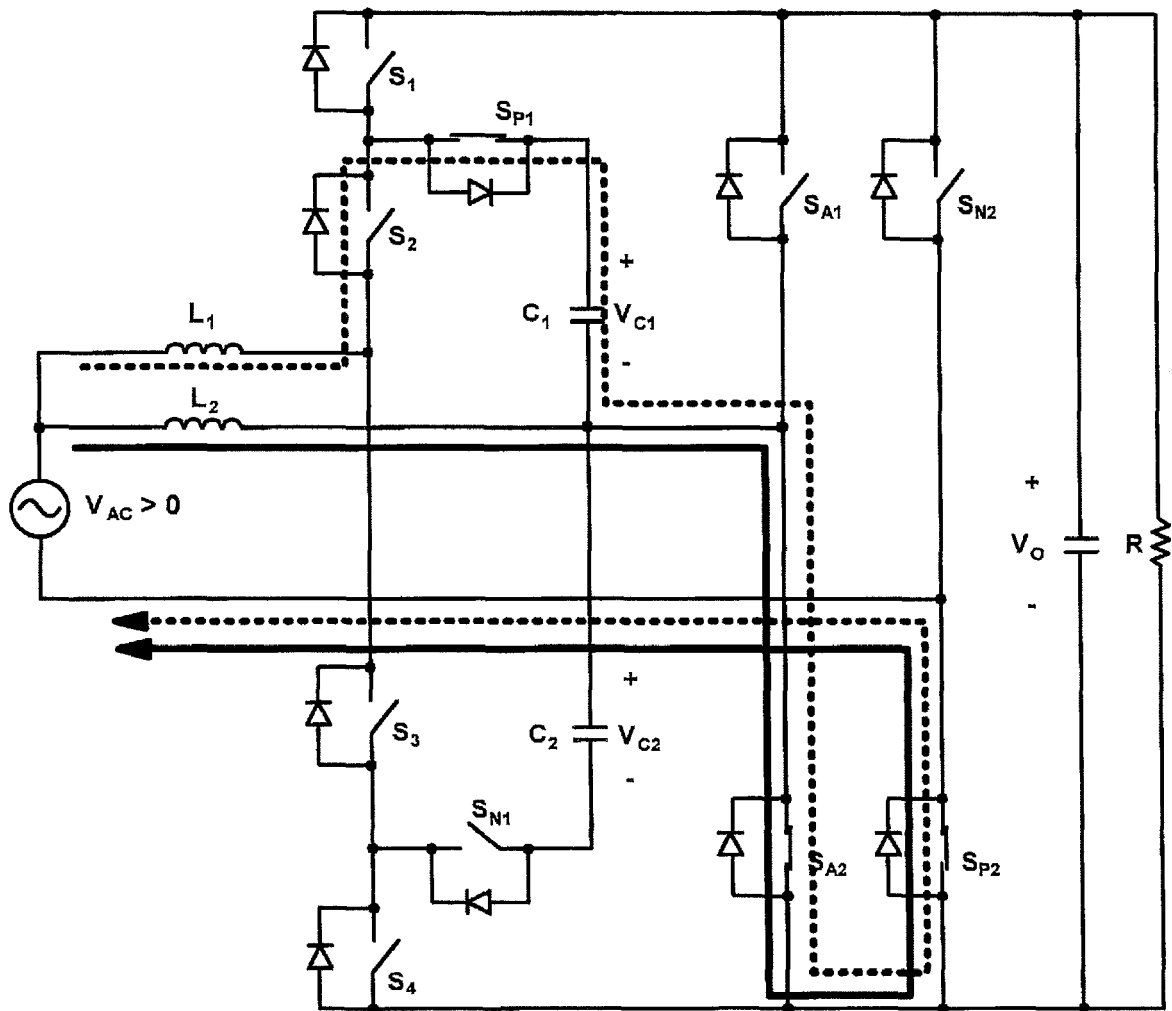 S1
SP1
S2
SA1
SN2
+
C1 VC1
-
L1
L2
VAC > 0
+
VO
-
R
S3
+
C2 VC2
-
SN1
SA2
SP2
S4